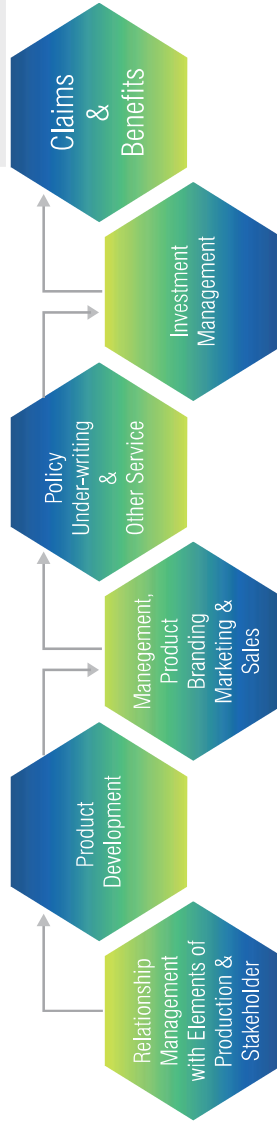 Relationship
Management
with Elements of
Production &
Stakeholder
Product
Development
Manegement,
Product
Branding
Marketing &
Sales
Policy
Under-writing
&
Other Service
Investment
Management
Claims
&
Benefits